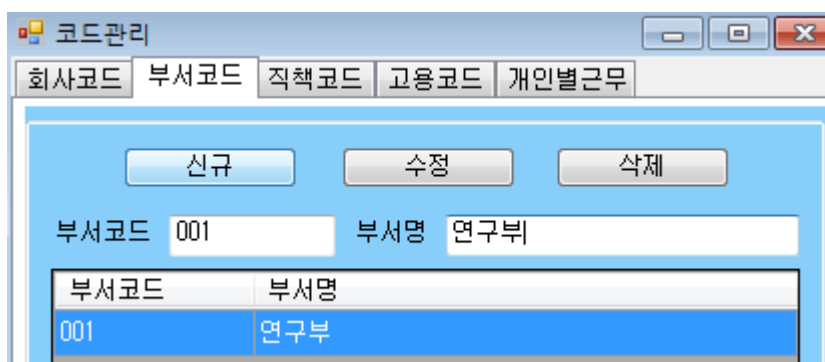 코드관리
회사코드 부서코드 직책코드 고용코드 개인별근무
신규 수정 삭제
부서코드 001 부서명 연구부
부서코드 부서명
001 연구부